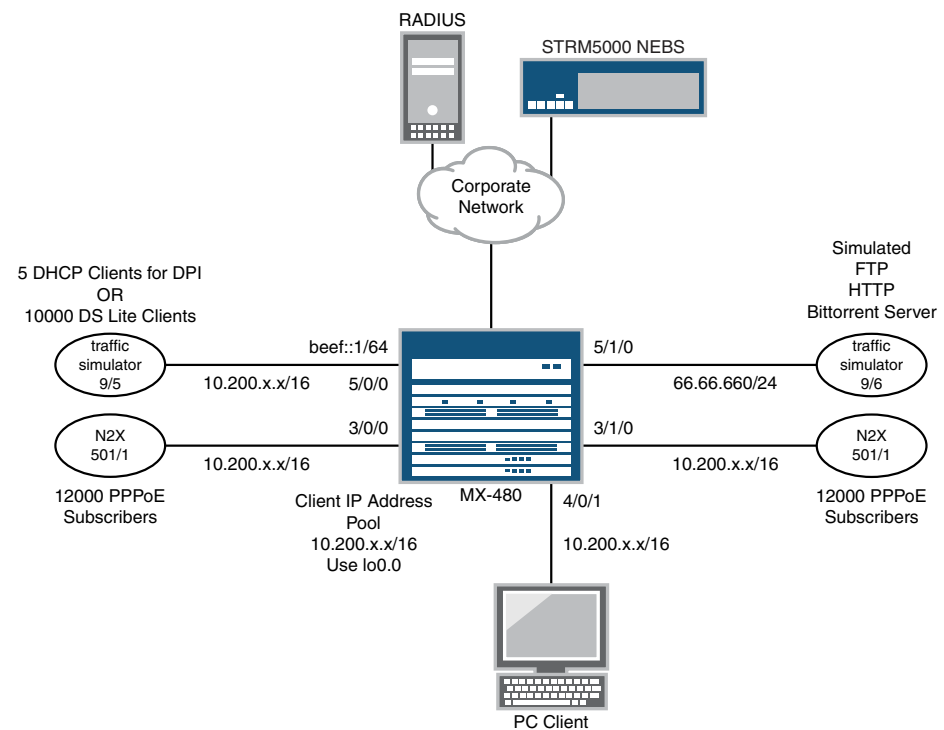 RADIUS
STRM5000 NEBS
Corporate
Network
5 DHCP Clients for DPI
OR
10000 DS Lite Clients
traffic
simulator
9/5
beef::1/64
10.200.x.x/16
5/0/0
Simulated
FTP
HTTP
Bittorrent Server
5/1/0
66.66.660/24
traffic
simulator
9/6
N2X
501/1
3/0/0
10.200.x.x/16
12000 PPPoE
Subscribers
3/1/0
10.200.x.x/16
N2X
501/1
12000 PPPoE
Subscribers
MX-480
Client IP Address
Pool
10.200.x.x/16
Use lo0.0
4/0/1
10.200.x.x/16
PC Client